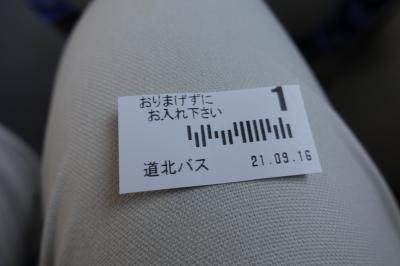 おりまげずに
お入れ下さい
1
道北バス
21.09.16